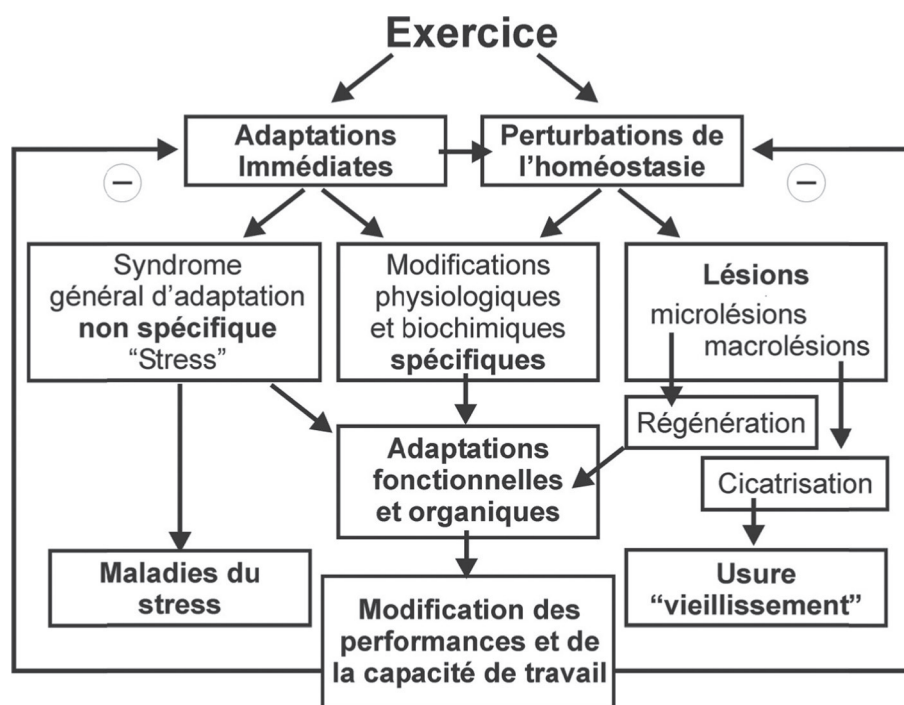 Exercice
Adaptations
Immédiates
Perturbations de
l'homéostasie
−
−
Syndrome
général d'adaptation
non spécifique
“Stress”
Modifications
physiologiques
et biochimiques
spécifiques
Lésions
microlésions
macrolésions
Régénération
Adaptations
fonctionnelles
et organiques
Cicatrisation
Maladies du
stress
Usure
“vieillissement”
Modification des
performances et de
la capacité de travail